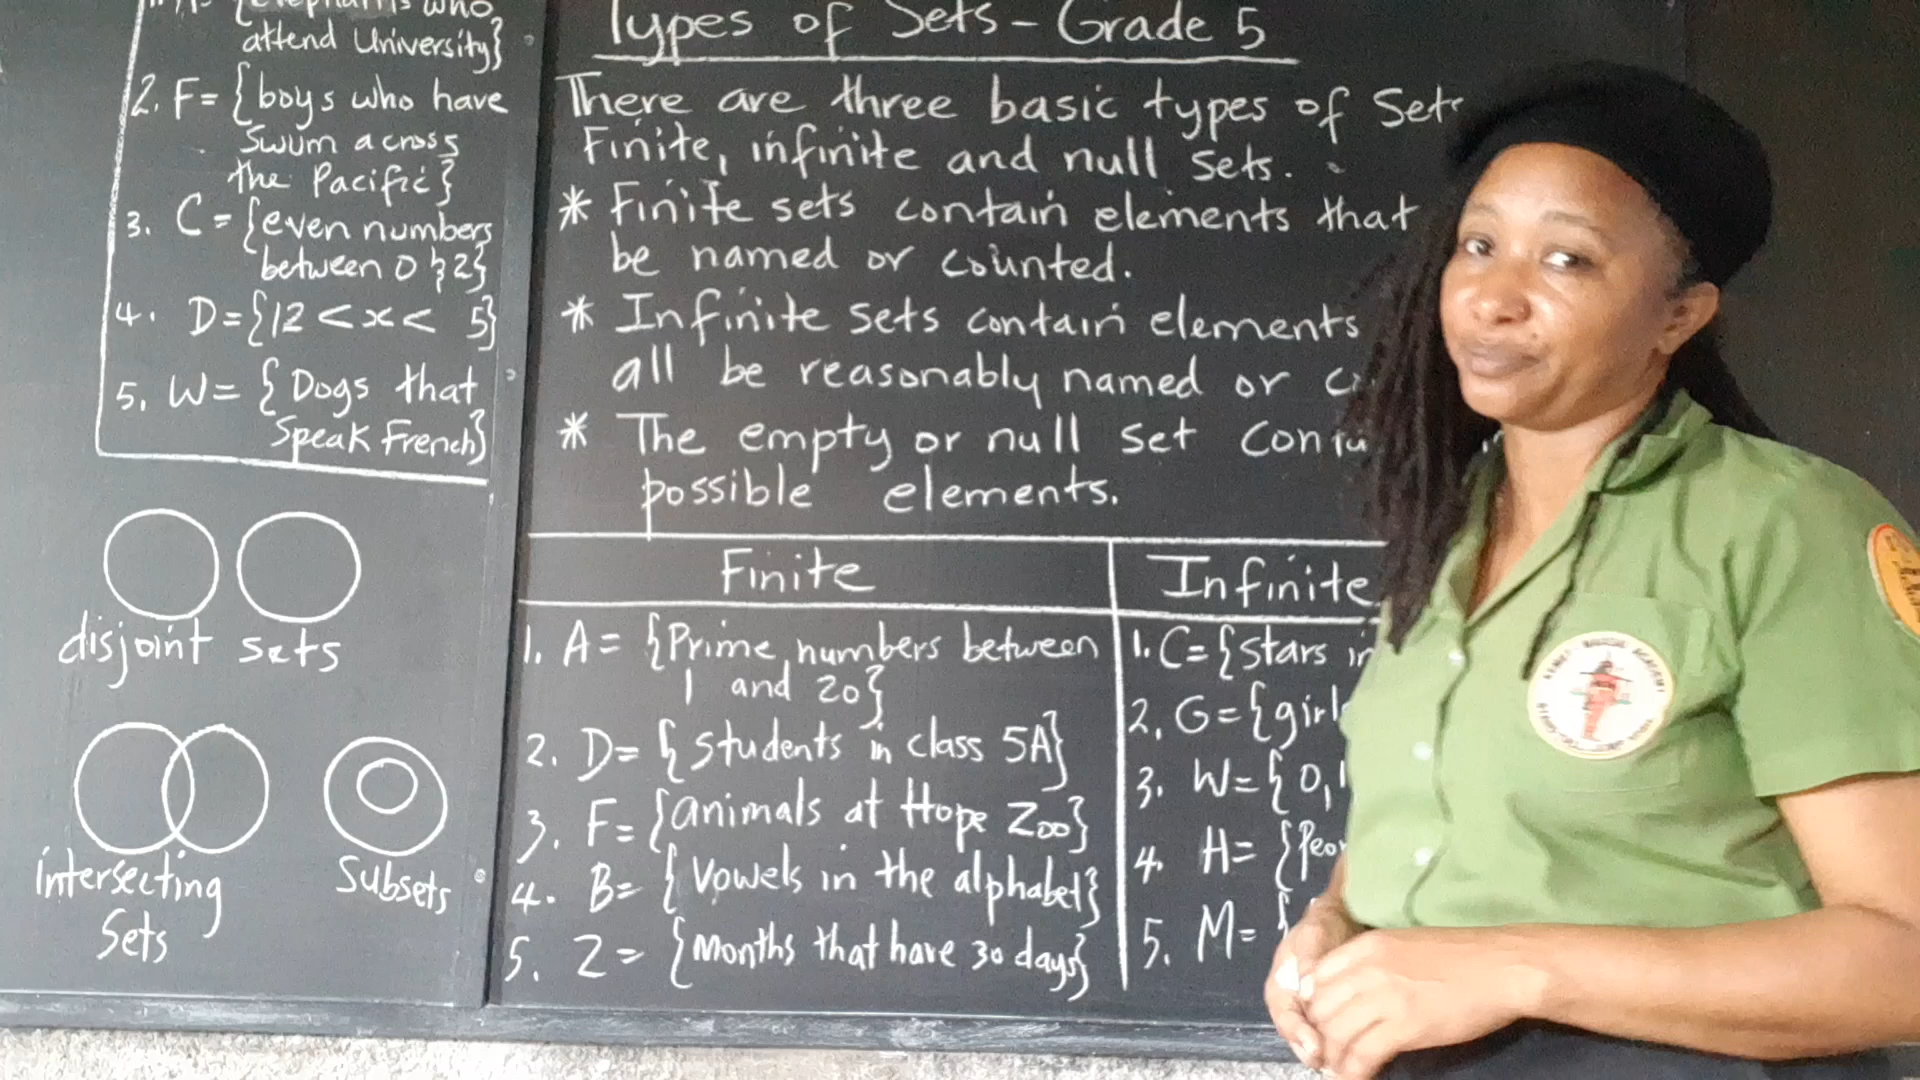 attend University}
2. F= {boys who have
Swum across
the Pacific}
3. C = {even numbers
between 0 & 2}
4. D={12 < x < 5}
5. W= { Dogs that
Speak French}
disjoint sets
intersecting
Sets
Subsets
Types of Sets - Grade 5
There are three basic types of Sets
Finite, infinite and null sets.
* Finite sets contain elements that
be named or counted.
* Infinite sets contain elements
all be reasonably named or
* The empty or null set
possible elements.
Finite
1. A= {Prime numbers between
1 and 20}
2. D= {Students in class 5A}
3. F= {animals at Hope Zoo}
4. B= { Vowels in the alphabet}
5. Z= {months that have 30 days}
Infinite
1. C={stars in
2, G={girls
3. W={ 0,1
4. H= {
5. M= {